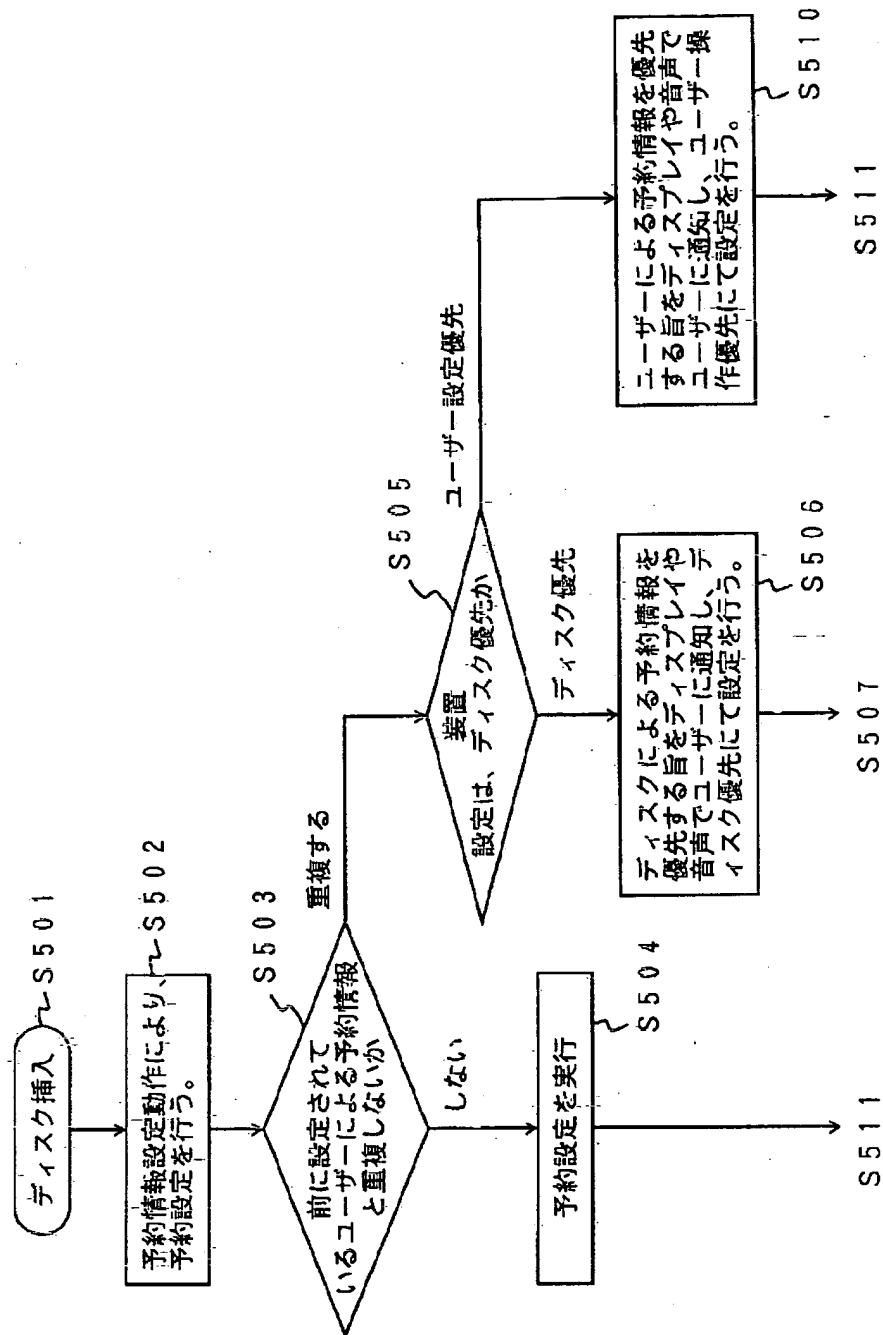 ディスク挿入
S501
予約情報設定動作により、
予約設定を行う。
S502
前に設定されて
いるユーザーによる予約情報
と重複しないか
S503
重複する
しない
予約設定を実行
S504
S511
装置
設定は、ディスク優先か
S505
ユーザー設定優先
ディスク優先
ディスクによる予約情報を
優先する旨をディスプレイや
音声でユーザーに通知し、デ
ィスク優先にて設定を行う。
S506
S507
ユーザーによる予約情報を優先
する旨をディスプレイや音声で
ユーザーに通知し、ユーザー操
作優先にて設定を行う。
S510
S511